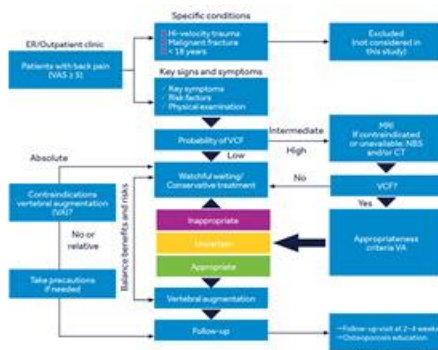 Specific conditions
ER/Outpatient clinic
Patients with back pain
(VAS ≥ 5)
Hi-velocity trauma
Malignant fracture
< 18 years
Excluded
(not considered in
this study)
Key signs and symptoms
Key symptoms
Risk factors
Physical examination
Probability of VCF
Intermediate
High
Low
MRI
If contraindicated
or unavailable: NBS
and/or CT
Absolute
Watchful waiting/
Conservative treatment
No
VCF?
Yes
Contraindications
vertebral augmentation
(VA)?
Balance benefits and risks
Inappropriate
Uncertain
Appropriate
Appropriateness
criteria VA
No or
relative
Take precautions
if needed
Vertebral augmentation
Follow-up
→Follow-up visit at 2–4 weeks
→Osteoporosis education